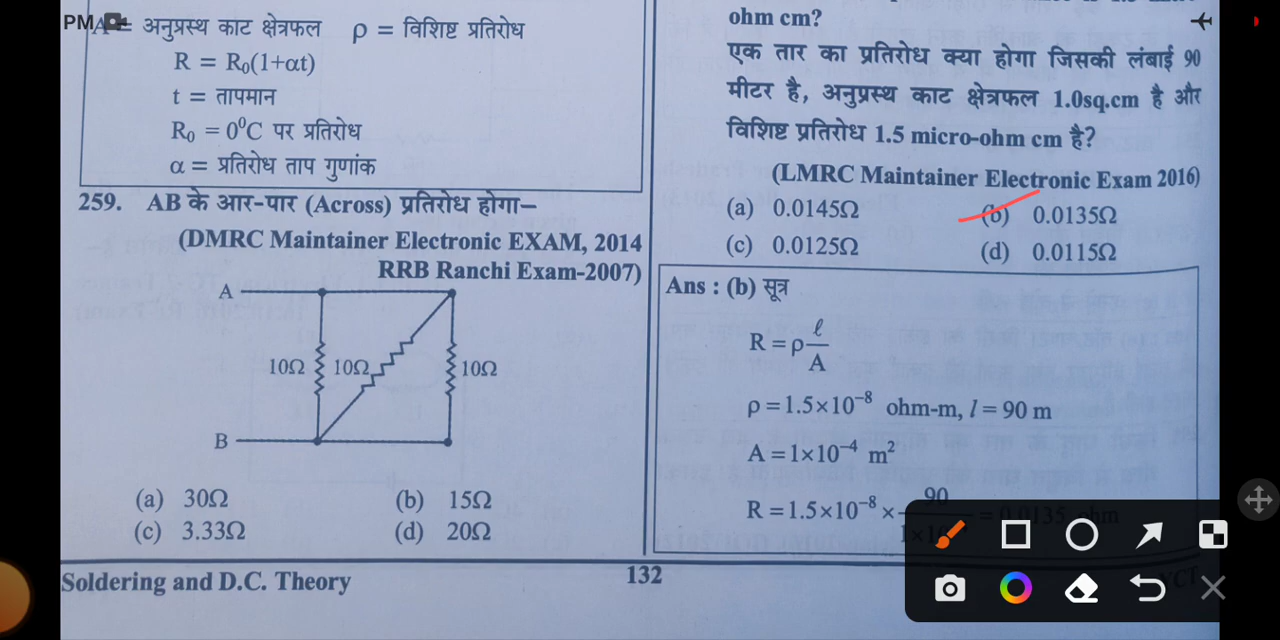 PM
A = अनुप्रस्थ काट क्षेत्रफल ρ = विशिष्ट प्रतिरोध
R = R₀(1+αt)
t = तापमान
R₀ = 0⁰C पर प्रतिरोध
α = प्रतिरोध ताप गुणांक
259. AB के आर-पार (Across) प्रतिरोध होगा–
(DMRC Maintainer Electronic EXAM, 2014
RRB Ranchi Exam-2007)
A
10Ω 10Ω 10Ω
B
(a) 30Ω (b) 15Ω
(c) 3.33Ω (d) 20Ω
ohm cm?
एक तार का प्रतिरोध क्या होगा जिसकी लंबाई 90
मीटर है, अनुप्रस्थ काट क्षेत्रफल 1.0sq.cm है और
विशिष्ट प्रतिरोध 1.5 micro-ohm cm है?
(LMRC Maintainer Electronic Exam 2016)
(a) 0.0145Ω (b) 0.0135Ω
(c) 0.0125Ω (d) 0.0115Ω
Ans : (b) सूत्र
R = ρ ℓ/A
ρ = 1.5×10⁻⁸ ohm-m, l = 90 m
A = 1×10⁻⁴ m²
R = 1.5×10⁻⁸ × 90
Soldering and D.C. Theory 132 YCT